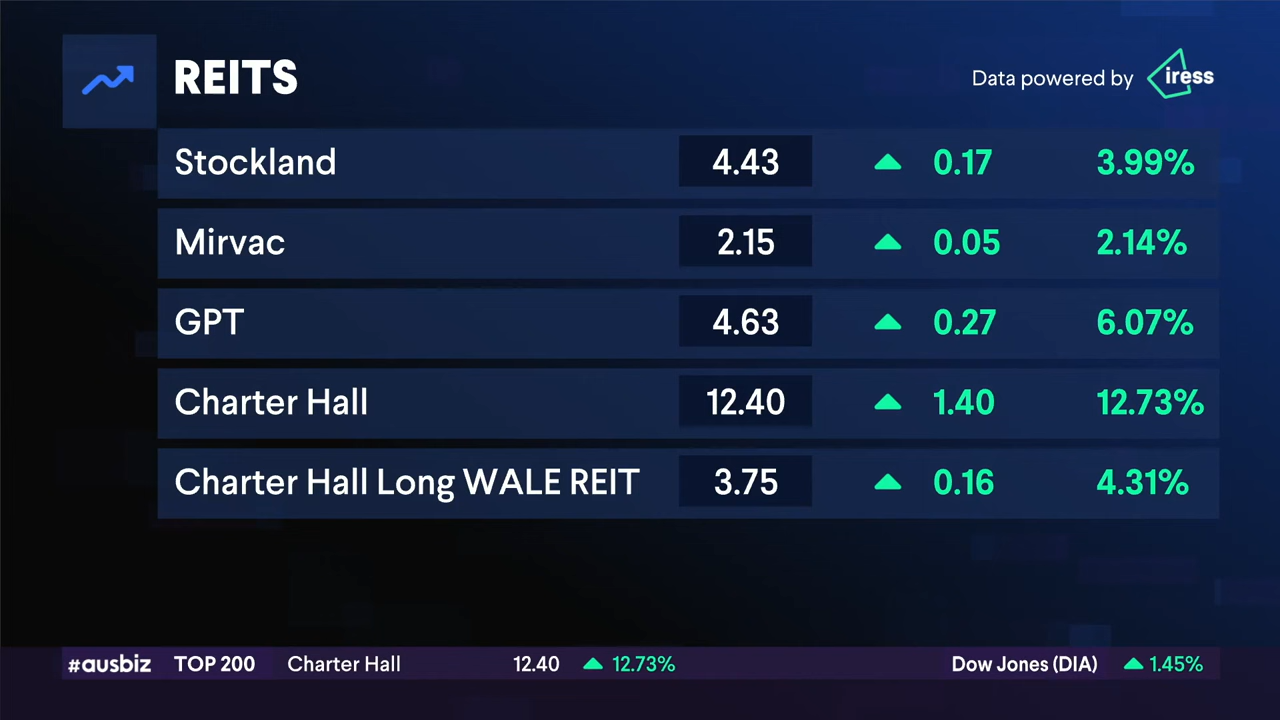 REITS
Data powered by iress
Stockland 4.43 ▲ 0.17 3.99%
Mirvac 2.15 ▲ 0.05 2.14%
GPT 4.63 ▲ 0.27 6.07%
Charter Hall 12.40 ▲ 1.40 12.73%
Charter Hall Long WALE REIT 3.75 ▲ 0.16 4.31%
#ausbiz TOP 200 Charter Hall 12.40 ▲ 12.73% Dow Jones (DIA) ▲ 1.45%